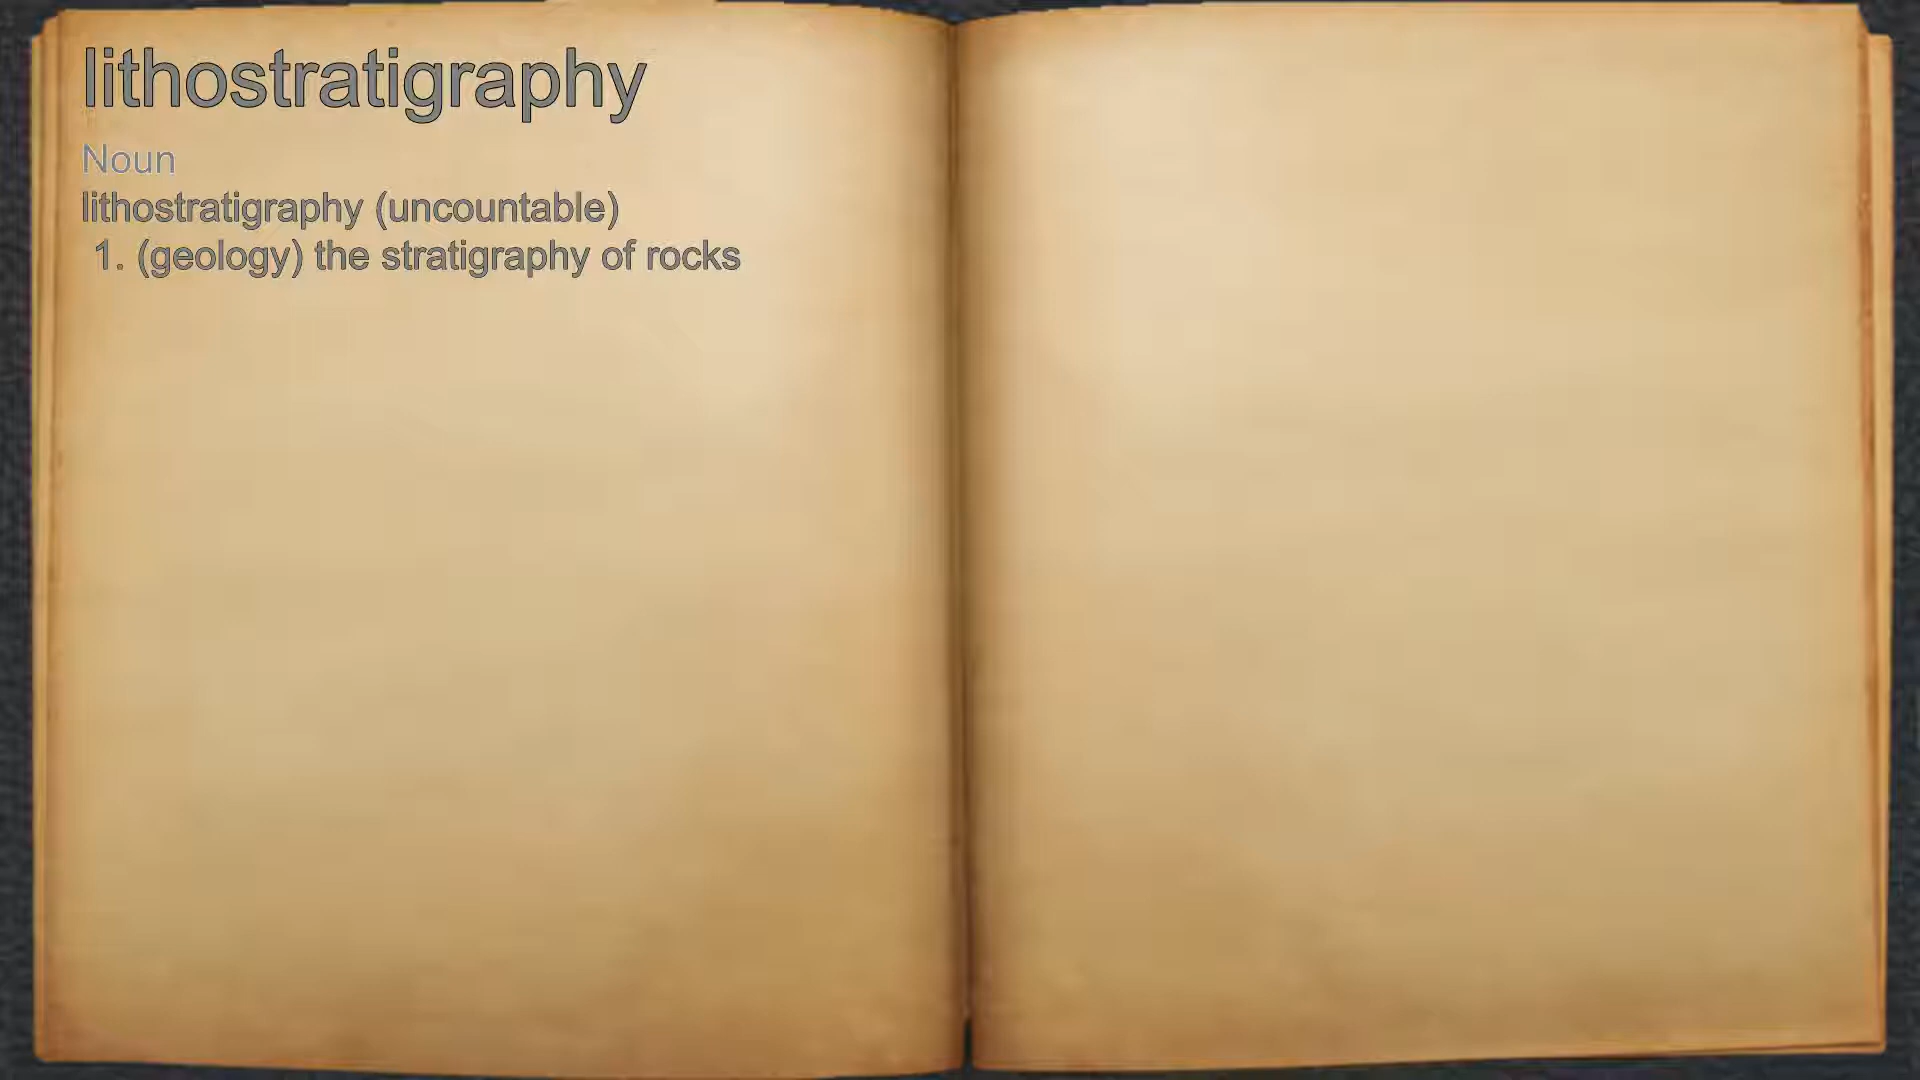 lithostratigraphy
Noun
lithostratigraphy (uncountable)
1. (geology) the stratigraphy of rocks